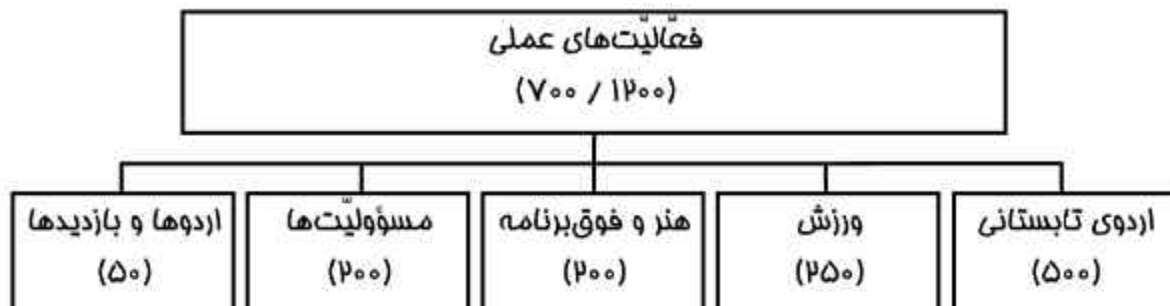 فعّالیّت‌های عملی
(۷۰۰ / ۱۲۰۰)
اردوی تابستانی
(۵۰۰)
ورزش
(۲۵۰)
هنر و فوق‌برنامه
(۲۰۰)
مسؤولیّت‌ها
(۲۰۰)
اردوها و بازدیدها
(۵۰)